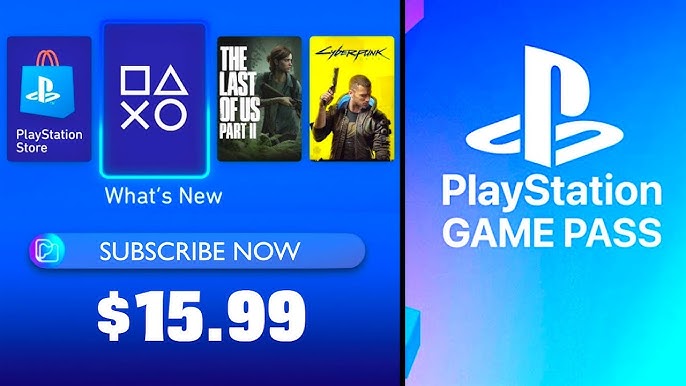 PlayStation
Store
THE
LAST
OF US
PART II
Cyberpunk
What's New
SUBSCRIBE NOW
$15.99
PlayStation
GAME PASS